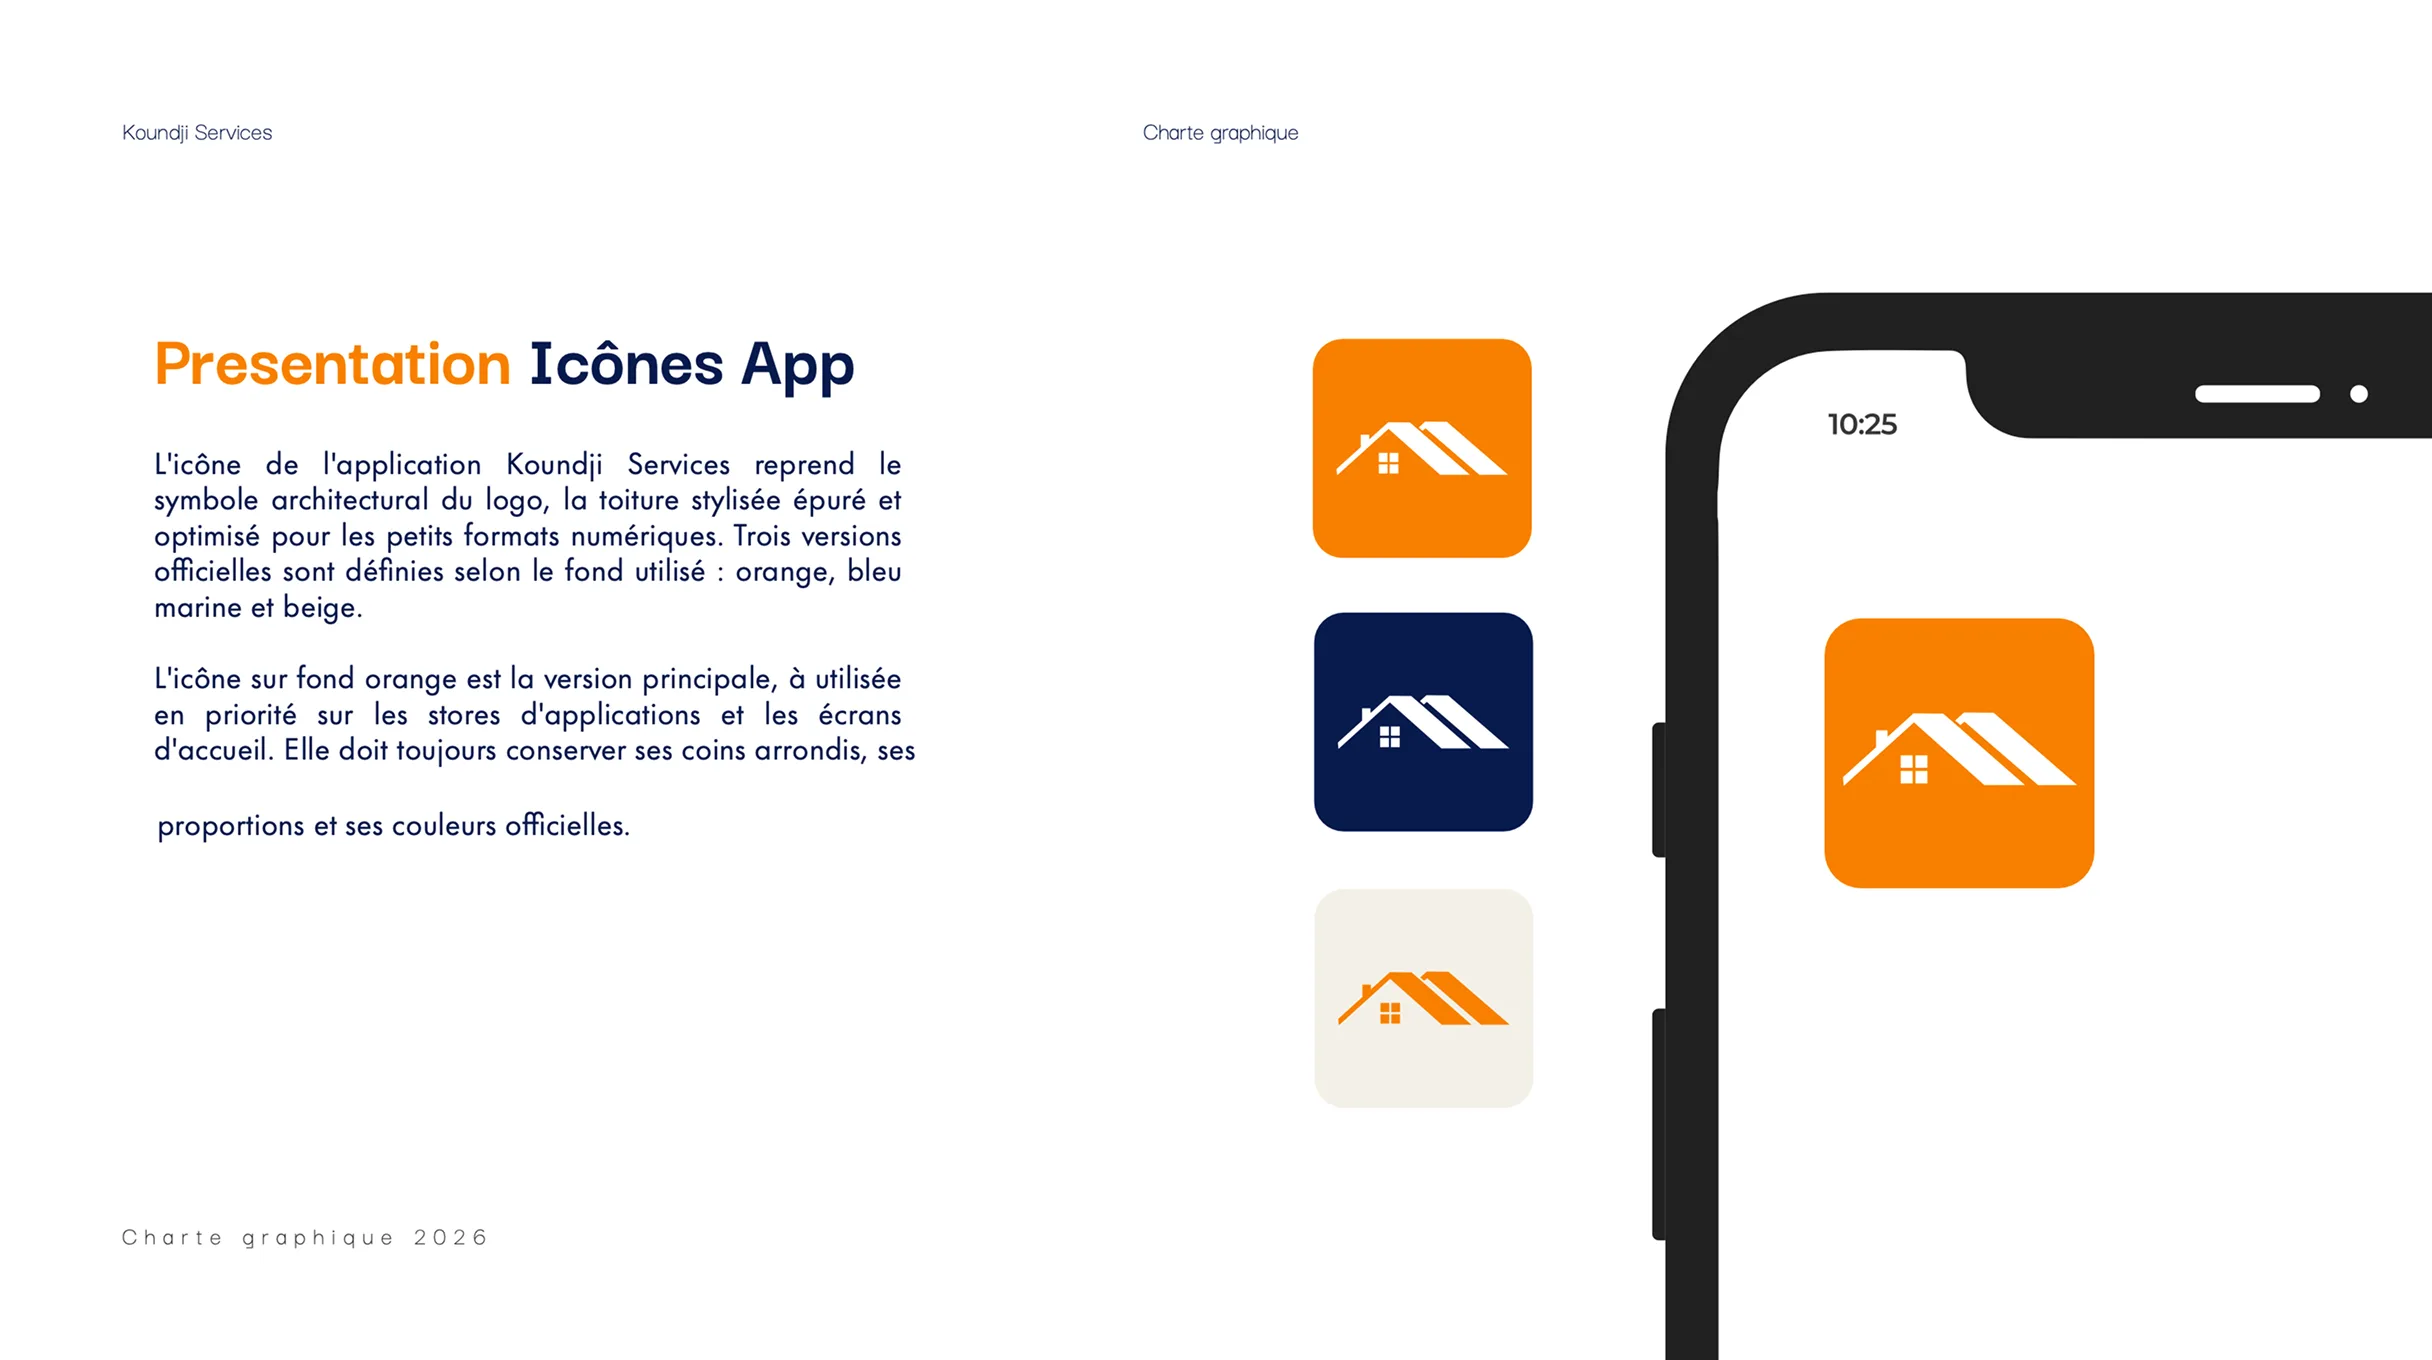 Koundji Services
Charte graphique
Presentation Icônes App
L'icône de l'application Koundji Services reprend le
symbole architectural du logo, la toiture stylisée épuré et
optimisé pour les petits formats numériques. Trois versions
officielles sont définies selon le fond utilisé : orange, bleu
marine et beige.
L'icône sur fond orange est la version principale, à utilisée
en priorité sur les stores d'applications et les écrans
d'accueil. Elle doit toujours conserver ses coins arrondis, ses
proportions et ses couleurs officielles.
10:25
Charte graphique 2026